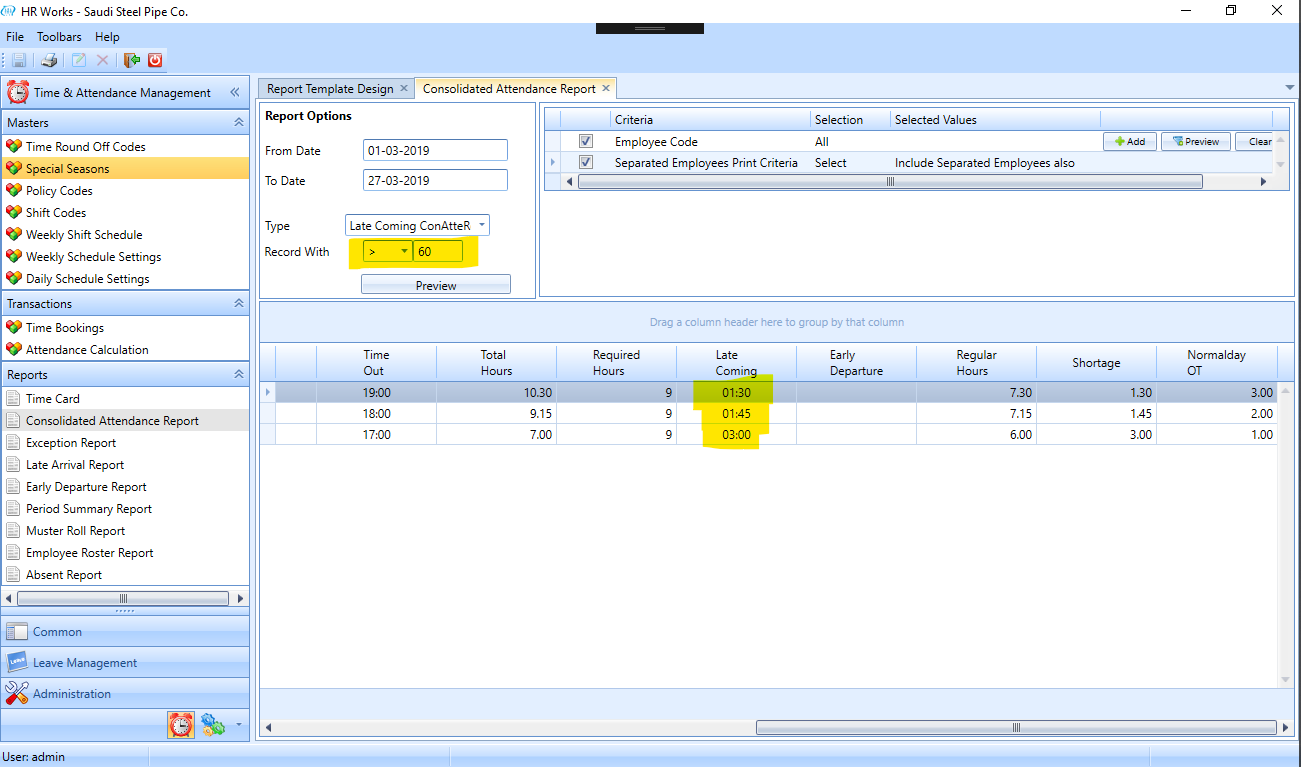 HR Works - Saudi Steel Pipe Co.
File Toolbars Help
Time & Attendance Management
Masters
Time Round Off Codes
Special Seasons
Policy Codes
Shift Codes
Weekly Shift Schedule
Weekly Schedule Settings
Daily Schedule Settings
Transactions
Time Bookings
Attendance Calculation
Reports
Time Card
Consolidated Attendance Report
Exception Report
Late Arrival Report
Early Departure Report
Period Summary Report
Muster Roll Report
Employee Roster Report
Absent Report
Common
Leave Management
Administration
User: admin
Report Template Design Consolidated Attendance Report
Report Options
From Date 01-03-2019
To Date 27-03-2019
Type Late Coming ConAtteR
Record With > 60
Preview
Criteria Selection Selected Values
Employee Code All Add Preview Clear
Separated Employees Print Criteria Select Include Separated Employees also
Drag a column header here to group by that column
Time Out Total Hours Required Hours Late Coming Early Departure Regular Hours Shortage Normalday OT
19:00 10.30 9 01:30 7.30 1.30 3.00
18:00 9.15 9 01:45 7.15 1.45 2.00
17:00 7.00 9 03:00 6.00 3.00 1.00